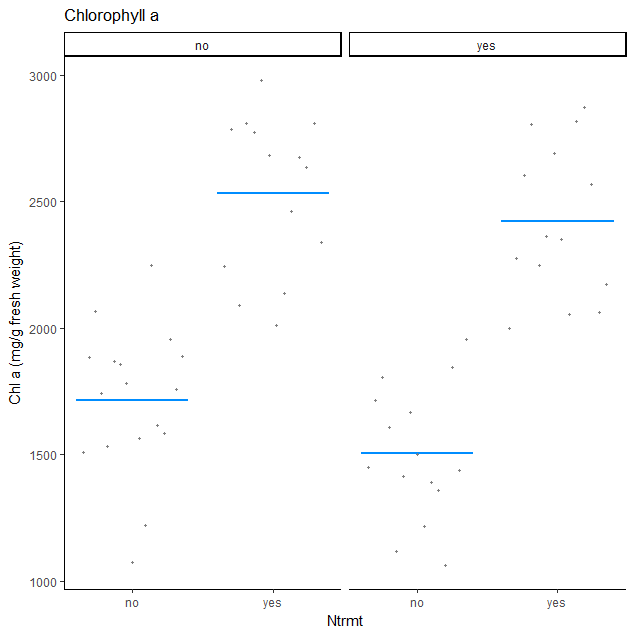 Chlorophyll a
no yes
3000
2500
2000
1500
1000
Chl a (mg/g fresh weight)
no yes no yes
Ntrmt